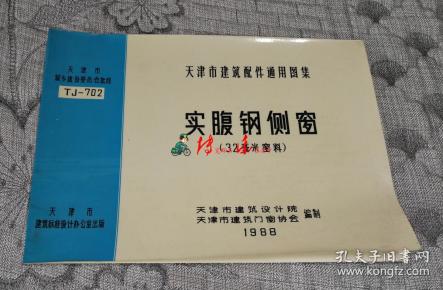 天津市
城乡建设委员会批准
TJ-702
天津市
建筑标准设计办公室出版
天津市建筑配件通用图集
实腹钢侧窗
(32毫米窗料)
天津市建筑设计院
天津市建筑门窗协会
编制
1988
孔夫子旧书网